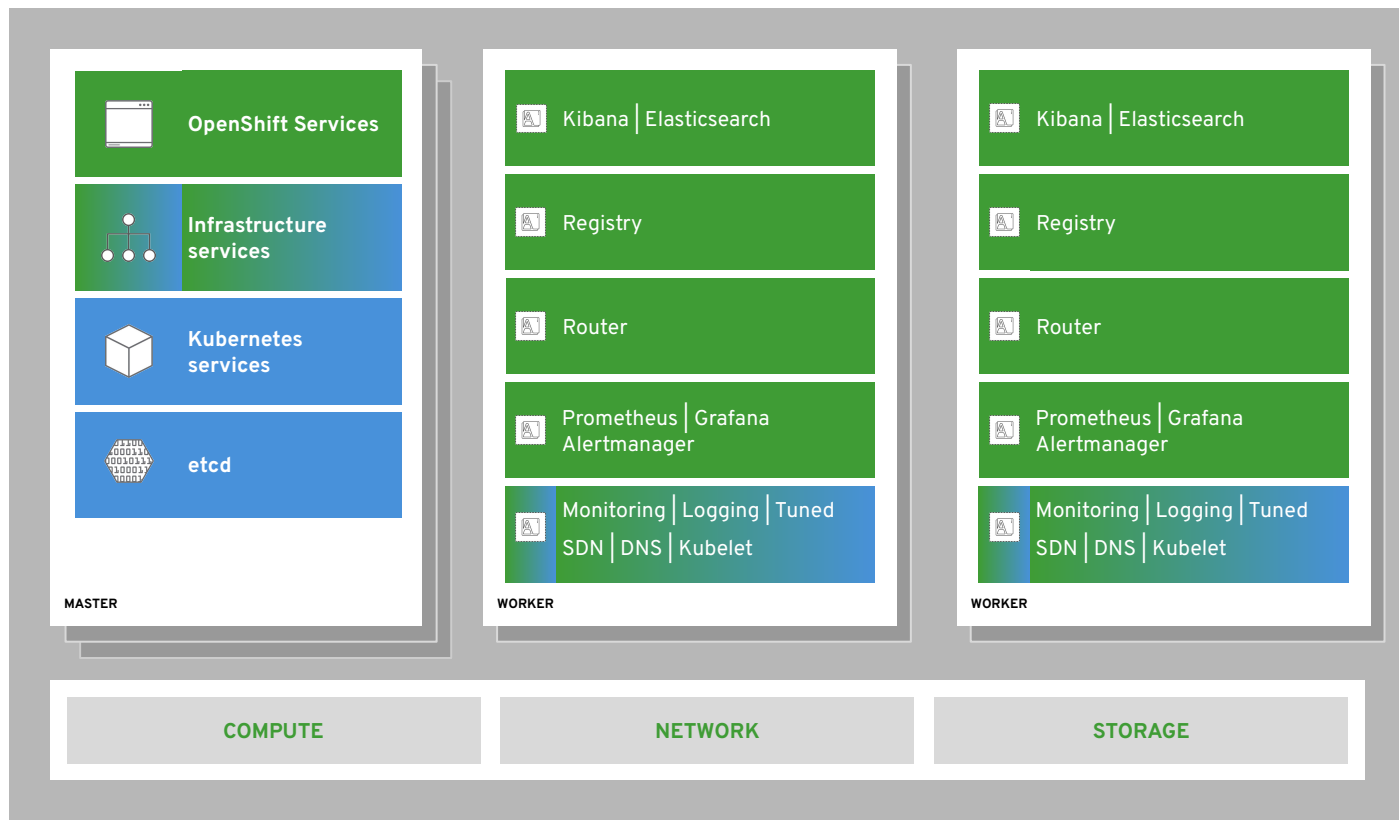 OpenShift Services
Infrastructure
services
Kubernetes
services
etcd
MASTER
Kibana | Elasticsearch
Registry
Router
Prometheus | Grafana
Alertmanager
Monitoring | Logging | Tuned
SDN | DNS | Kubelet
WORKER
Kibana | Elasticsearch
Registry
Router
Prometheus | Grafana
Alertmanager
Monitoring | Logging | Tuned
SDN | DNS | Kubelet
WORKER
COMPUTE
NETWORK
STORAGE